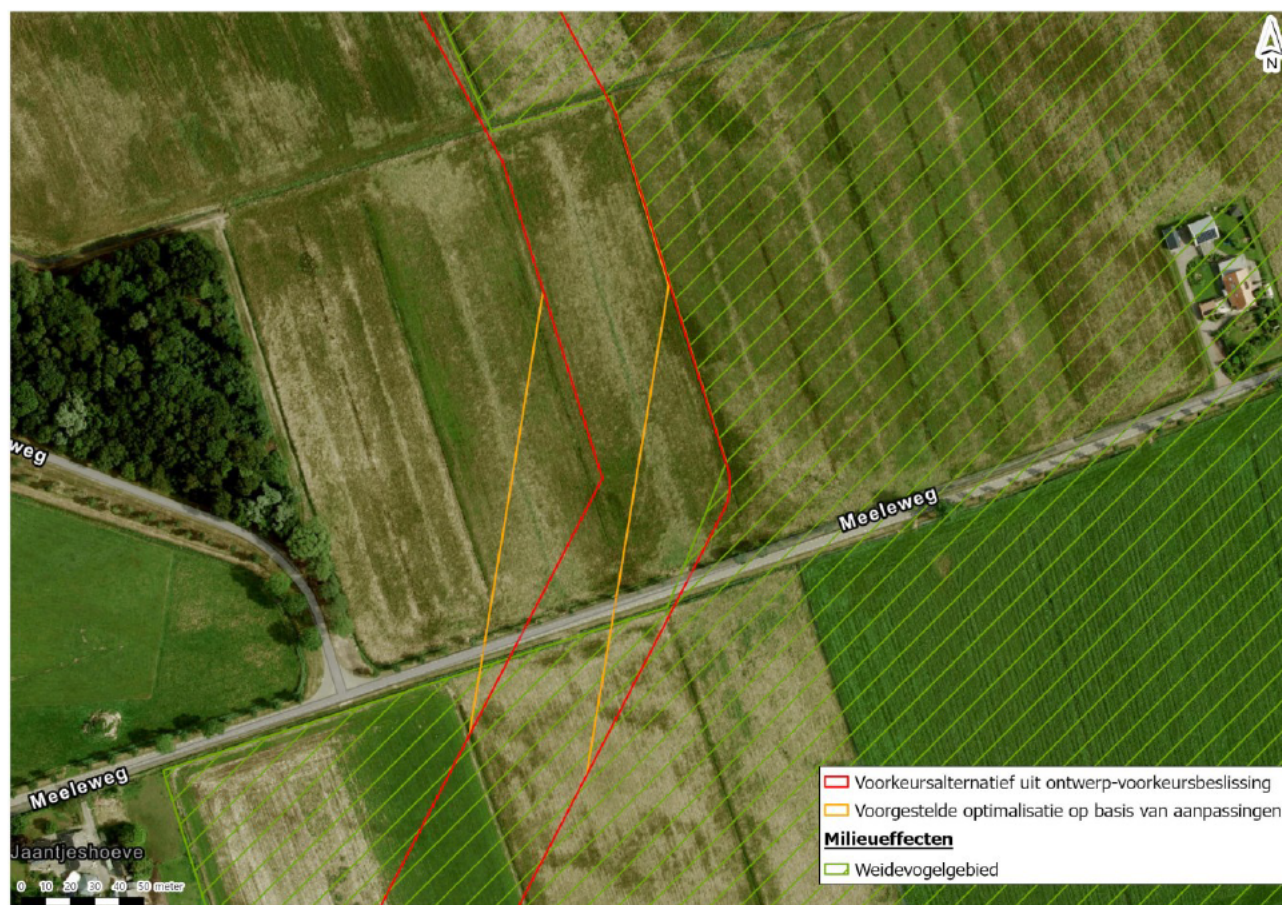 N
weg
Meeleweg
Meeleweg
Jaantjeshoeve
0 10 20 30 40 50 meter
Voorkeursalternatief uit ontwerp-voorkeursbeslissing
Voorgestelde optimalisatie op basis van aanpassingen
Milieueffecten
Weidevogelgebied